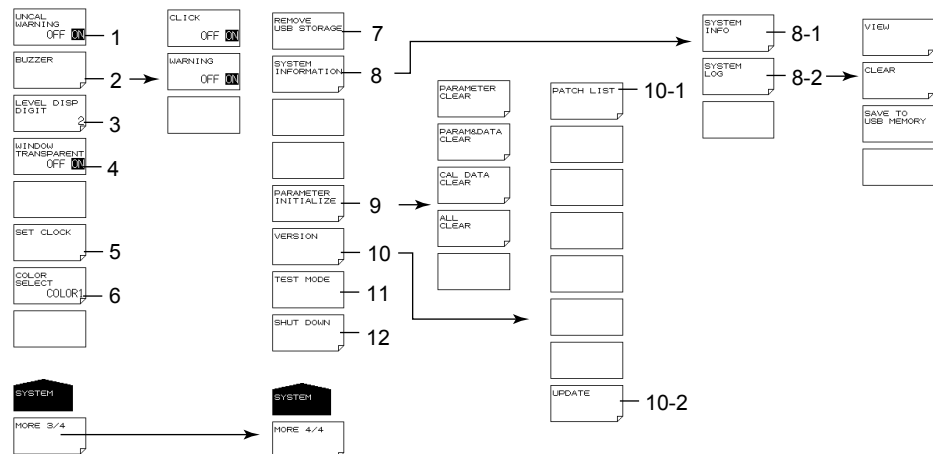 UNCAL
WARNING
OFF ON
1
BUZZER
2
LEVEL DISP
DIGIT
2
3
WINDOW
TRANSPARENT
OFF ON
4
SET CLOCK
5
COLOR
SELECT
COLOR1
6
SYSTEM
MORE 3/4
CLICK
OFF ON
WARNING
OFF ON
REMOVE
USB STORAGE
7
SYSTEM
INFORMATION
8
PARAMETER
INITIALIZE
9
VERSION
10
TEST MODE
11
SHUT DOWN
12
SYSTEM
MORE 4/4
PARAMETER
CLEAR
PARAM&DATA
CLEAR
CAL DATA
CLEAR
ALL
CLEAR
PATCH LIST
10-1
UPDATE
10-2
SYSTEM
INFO
8-1
SYSTEM
LOG
8-2
VIEW
CLEAR
SAVE TO
USB MEMORY